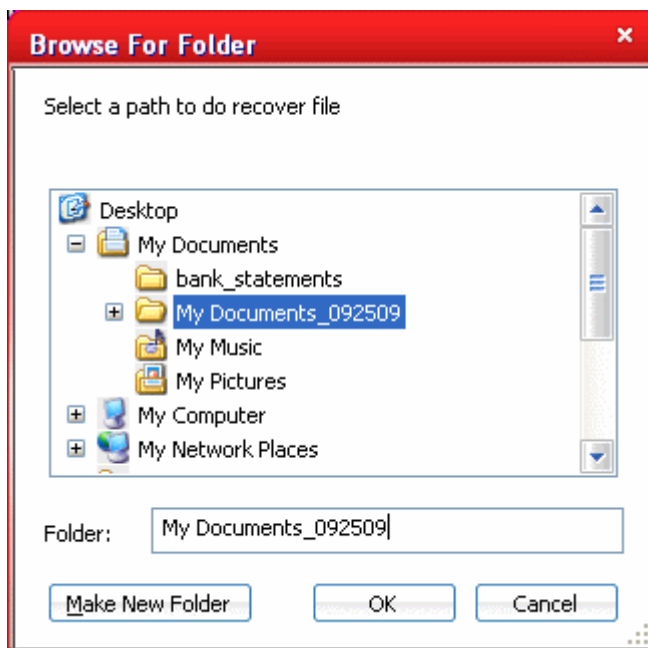 Browse For Folder
Select a path to do recover file
Desktop
My Documents
bank_statements
My Documents_092509
My Music
My Pictures
My Computer
My Network Places
Folder: My Documents_092509
Make New Folder OK Cancel